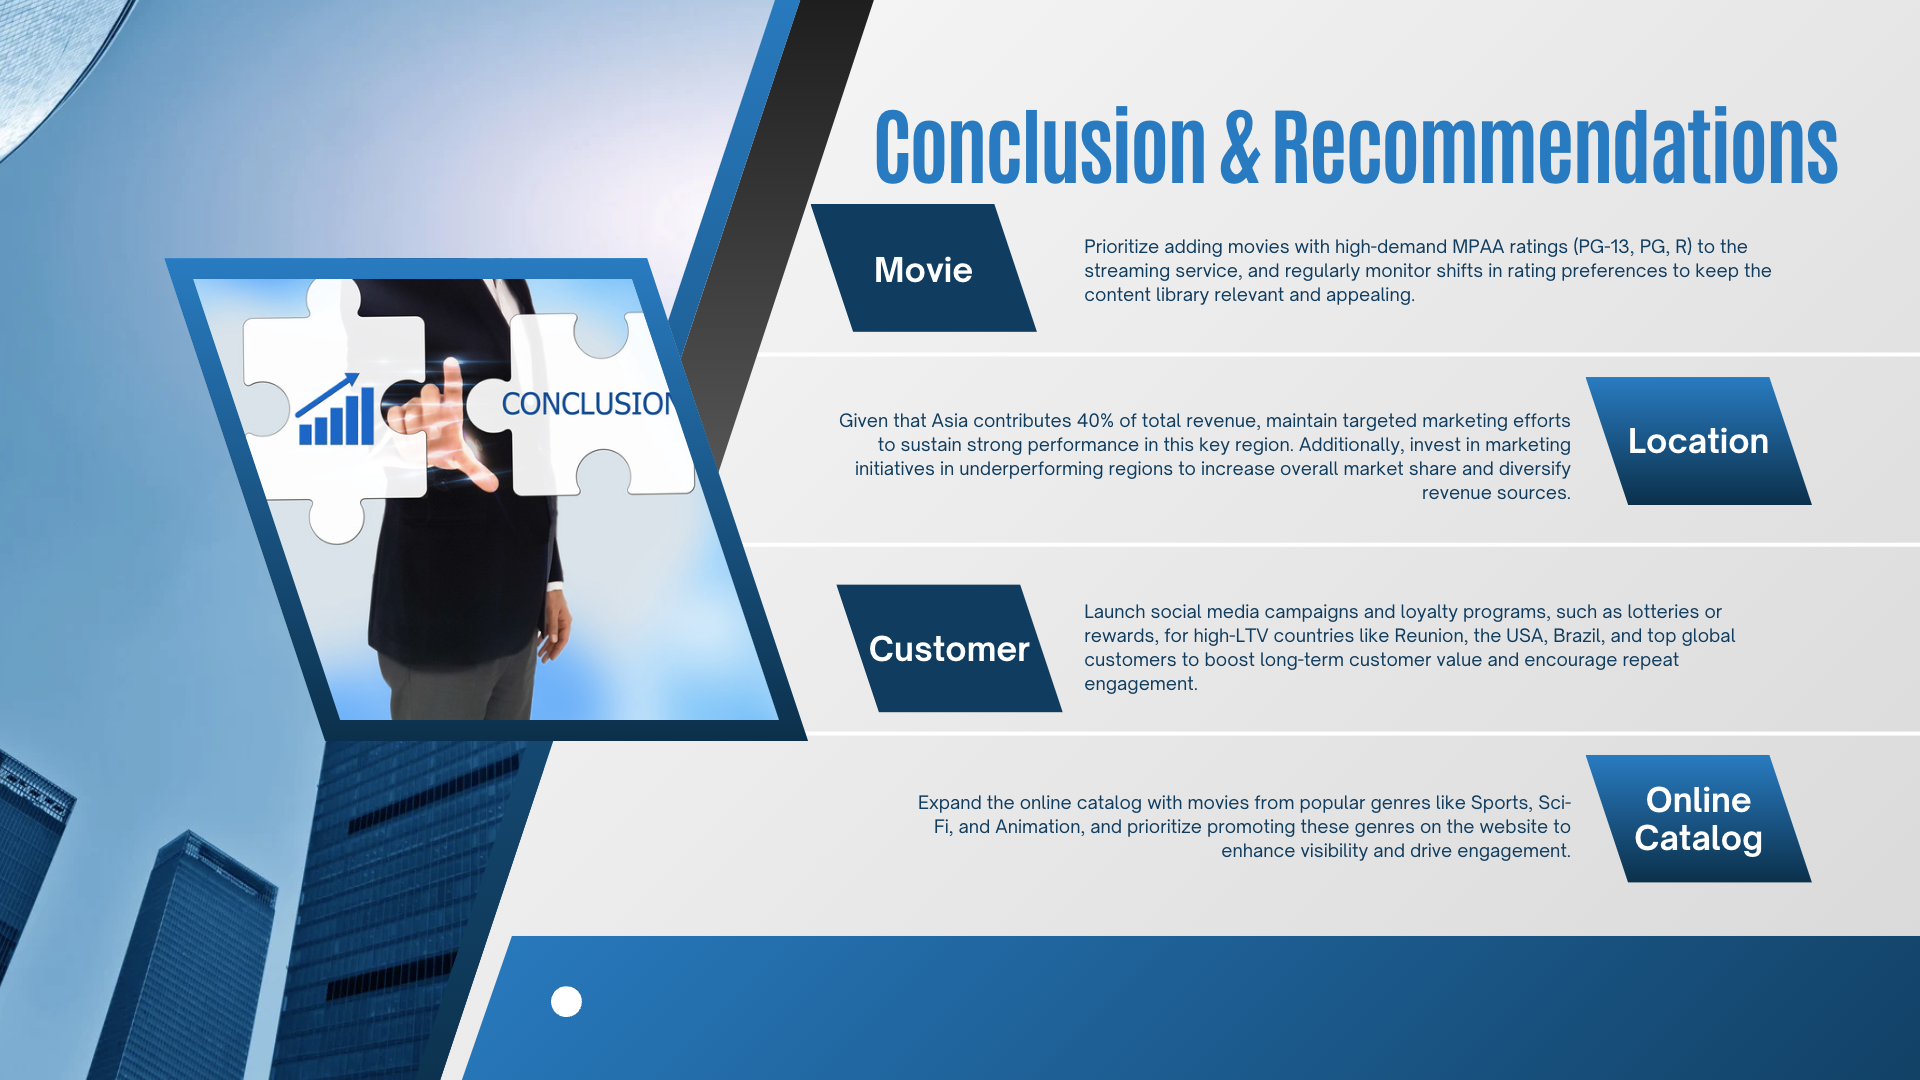 Conclusion & Recommendations
Movie
Prioritize adding movies with high-demand MPAA ratings (PG-13, PG, R) to the
streaming service, and regularly monitor shifts in rating preferences to keep the
content library relevant and appealing.
CONCLUSION
Given that Asia contributes 40% of total revenue, maintain targeted marketing efforts
to sustain strong performance in this key region. Additionally, invest in marketing
initiatives in underperforming regions to increase overall market share and diversify
revenue sources.
Location
Customer
Launch social media campaigns and loyalty programs, such as lotteries or
rewards, for high-LTV countries like Reunion, the USA, Brazil, and top global
customers to boost long-term customer value and encourage repeat
engagement.
Expand the online catalog with movies from popular genres like Sports, Sci-
Fi, and Animation, and prioritize promoting these genres on the website to
enhance visibility and drive engagement.
Online
Catalog